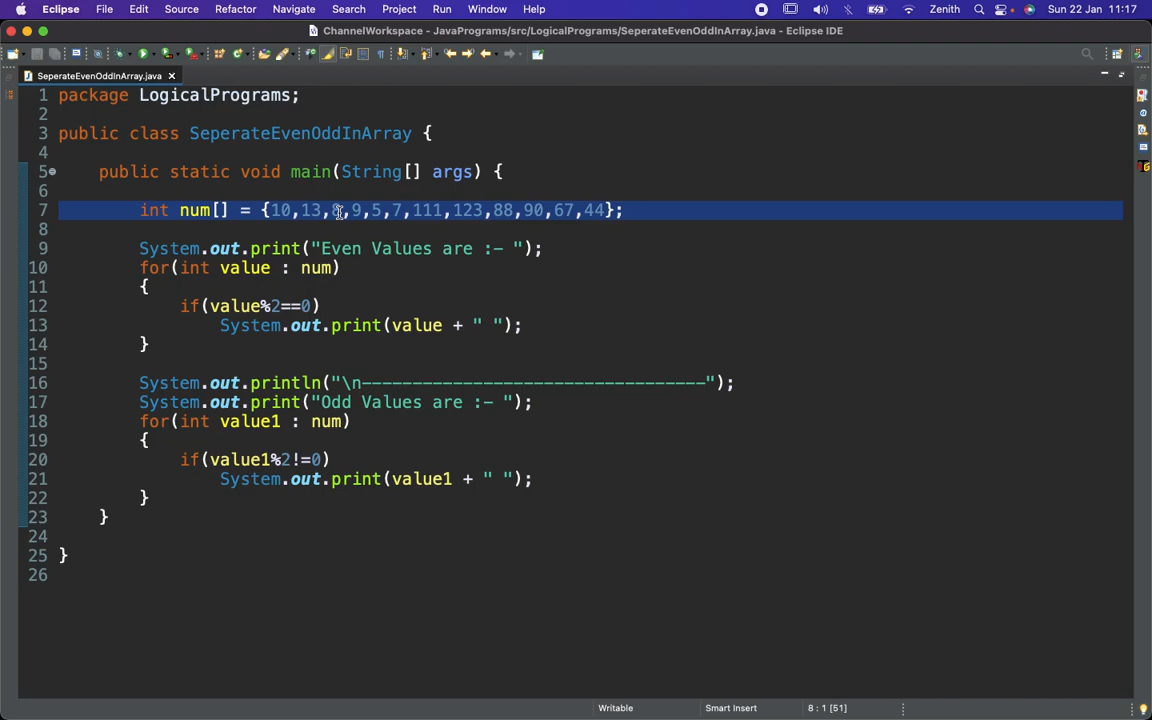 Eclipse File Edit Source Refactor Navigate Search Project Run Window Help Zenith Sun 22 Jan 11:17
ChannelWorkspace - JavaPrograms/src/LogicalPrograms/SeperateEvenOddInArray.java - Eclipse IDE
SeperateEvenOddInArray.java
1 package LogicalPrograms;
2
3 public class SeperateEvenOddInArray {
4
5 public static void main(String[] args) {
6
7 int num[] = {10,13,8,9,5,7,111,123,88,90,67,44};
8
9 System.out.print("Even Values are :- ");
10 for(int value : num)
11 {
12 if(value%2==0)
13 System.out.print(value + " ");
14 }
15
16 System.out.println("\n----------------------------------");
17 System.out.print("Odd Values are :- ");
18 for(int value1 : num)
19 {
20 if(value1%2!=0)
21 System.out.print(value1 + " ");
22 }
23 }
24
25 }
26
Writable Smart Insert 8 : 1 [51]